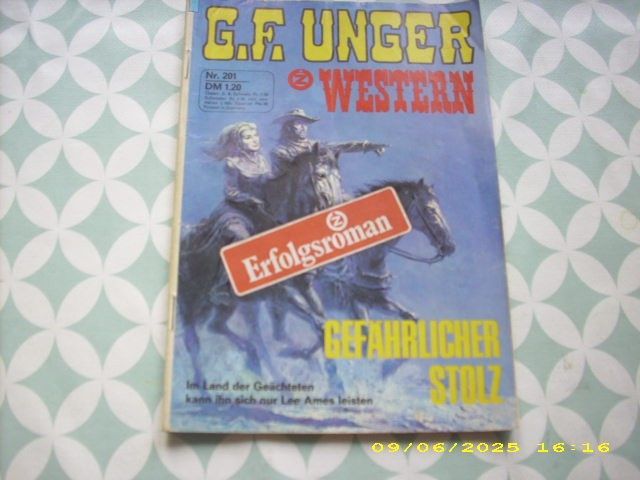 G.F. UNGER
Nr. 201
DM 1.20
WESTERN
Erfolgsroman
GEFÄHRLICHER
STOLZ
Im Land der Geächteten
kann ihn sich nur Lee Ames leisten
09/06/2025 16:16